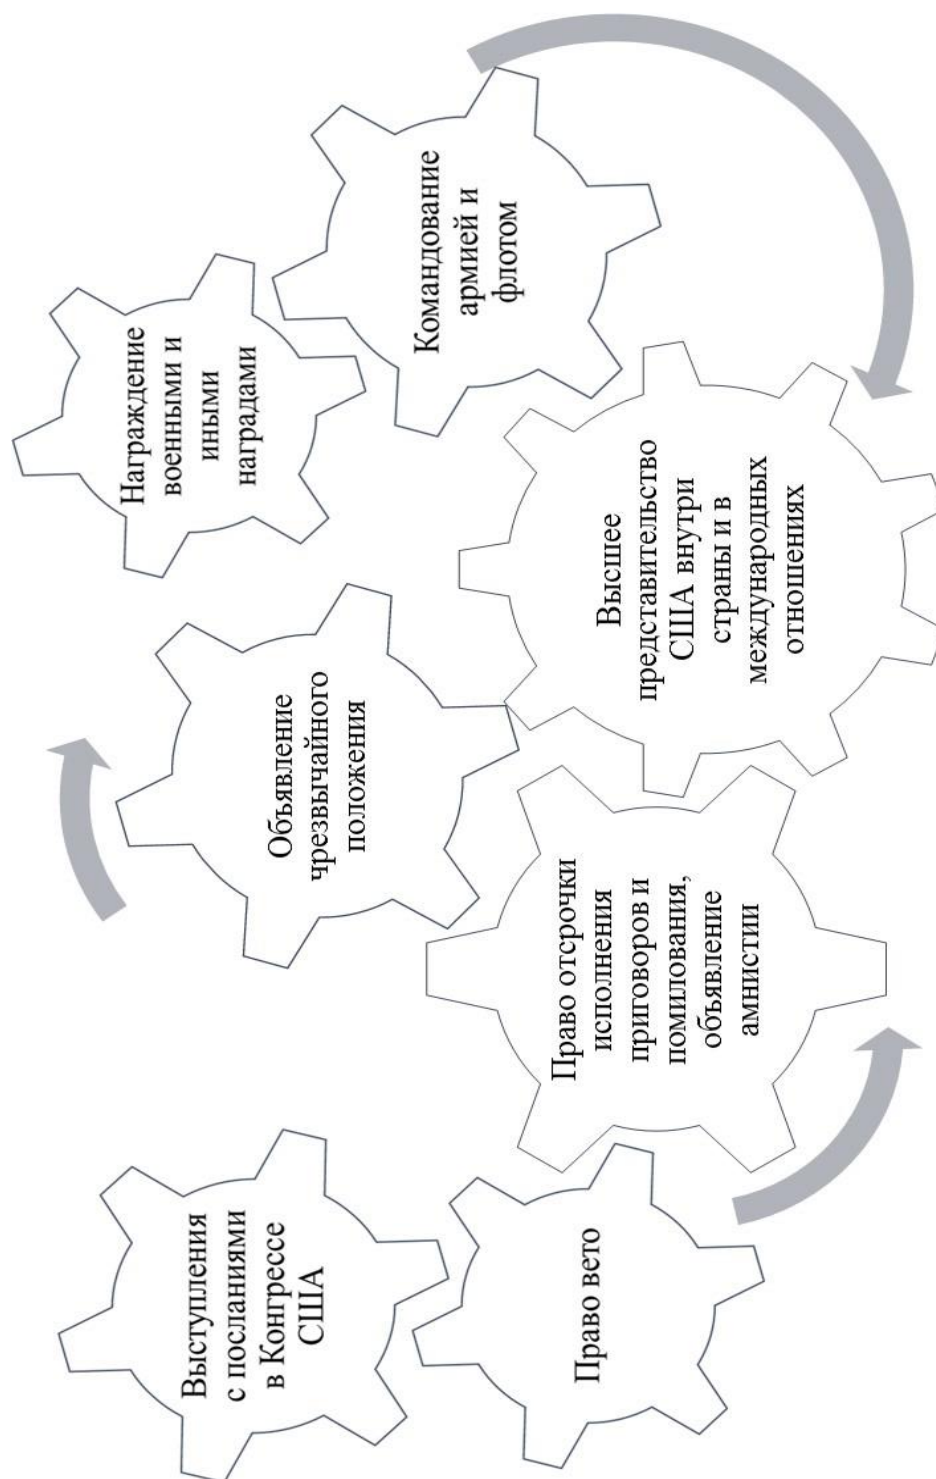 Выступления
с посланиями
в Конгрессе
США
Объявление
чрезвычайного
положения
Награждение
военными и
иными
наградами
Командование
армией и
флотом
Право вето
Право отсрочки
исполнения
приговоров и
помилования,
объявление
амнистии
Высшее
представительство
США внутри
страны и в
международных
отношениях